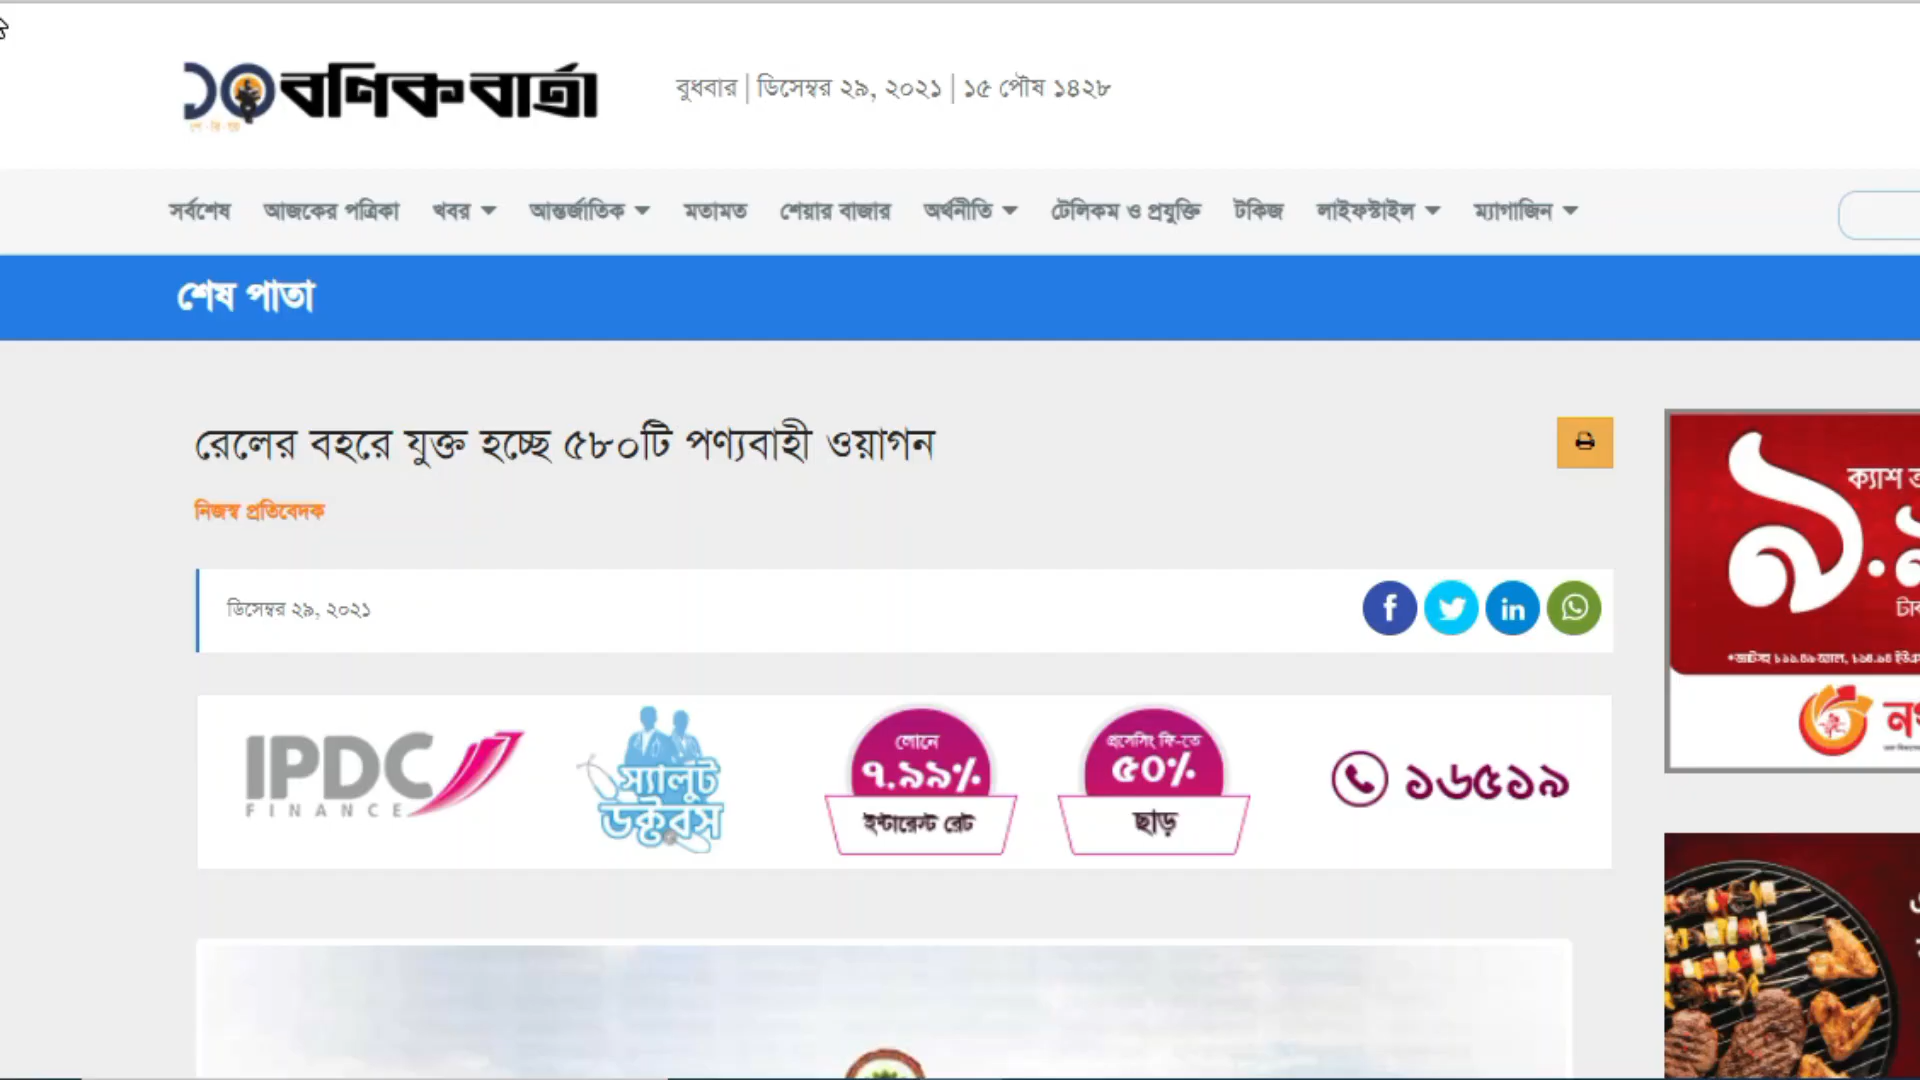 ১০ বণিক বার্তা
বুধবার | ডিসেম্বর ২৯, ২০২১ | ১৫ পৌষ ১৪২৮
সর্বশেষ আজকের পত্রিকা খবর আন্তর্জাতিক মতামত শেয়ার বাজার অর্থনীতি টেলিকম ও প্রযুক্তি টকিজ লাইফস্টাইল ম্যাগাজিন
শেষ পাতা
রেলের বহরে যুক্ত হচ্ছে ৫৮০টি পণ্যবাহী ওয়াগন
নিজস্ব প্রতিবেদক
ডিসেম্বর ২৯, ২০২১
IPDC
FINANCE
স্যালুট
ডক্টরস
লোনে
৭.৯৯%
ইন্টারেস্ট রেট
প্রসেসিং ফি-তে
৫০%
ছাড়
১৬৫১৯
ক্যাশ